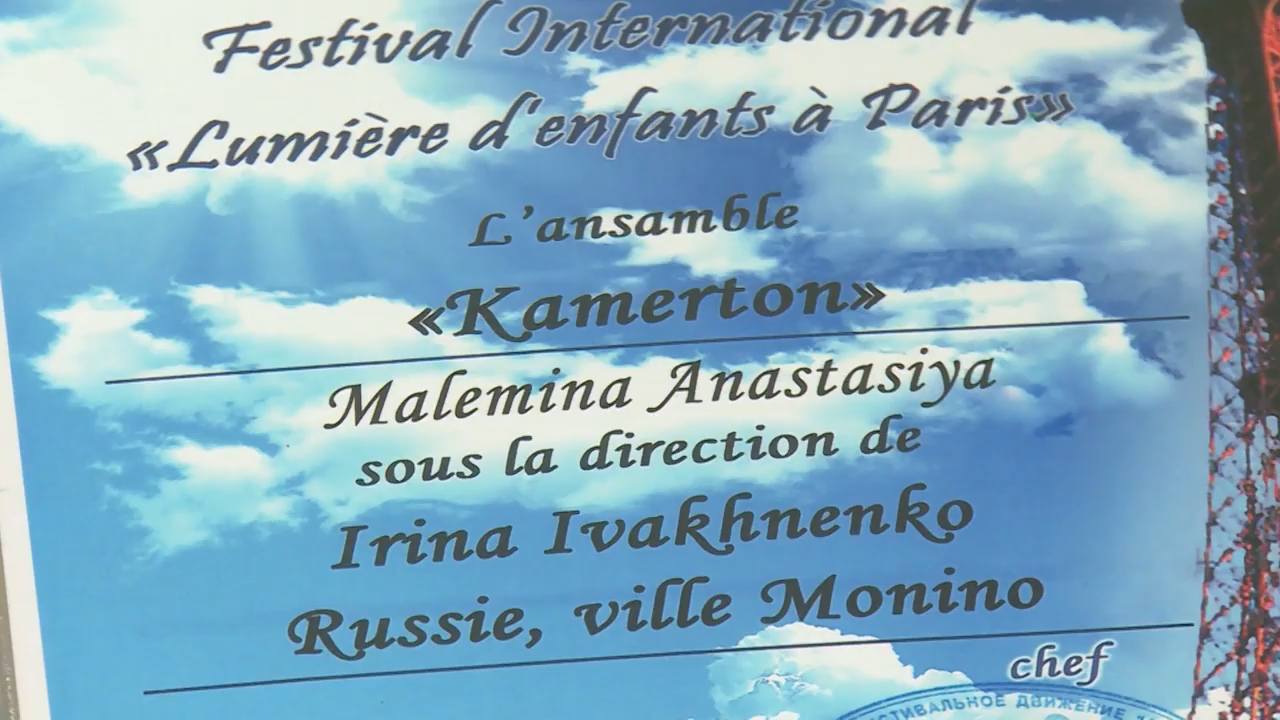 Festival International
«Lumière d'enfants à Paris»
L'ansamble
«Kamerton»
Malemina Anastasiya
sous la direction de
Irina Ivakhnenko
Russie, ville Monino
chef
ДВИЖЕНИЕ